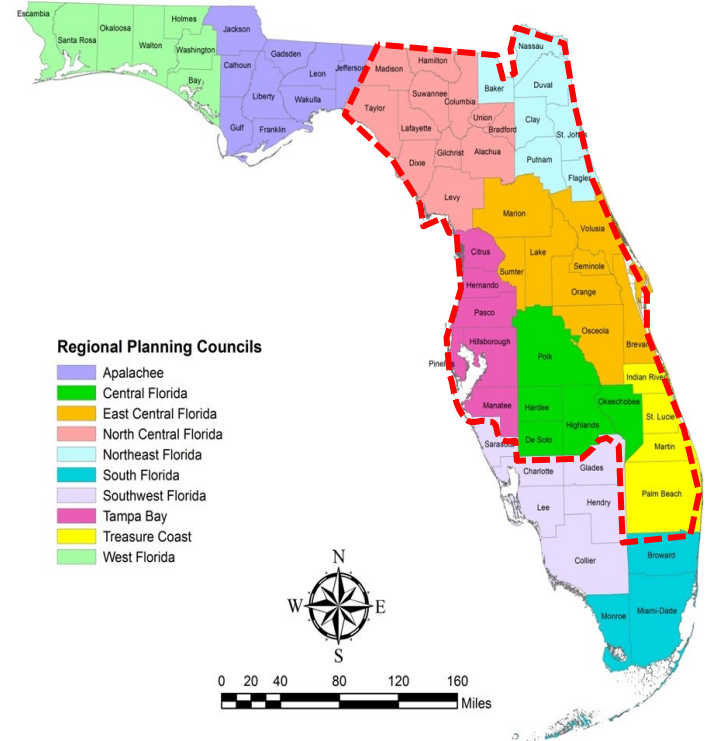 Escambia
Santa Rosa
Okaloosa
Walton
Holmes
Washington
Bay
Jackson
Calhoun
Gulf
Gadsden
Liberty
Franklin
Leon
Wakulla
Jefferson
Madison
Taylor
Hamilton
Suwannee
Lafayette
Dixie
Columbia
Gilchrist
Levy
Union
Bradford
Alachua
Baker
Nassau
Duval
Clay
St. Johns
Putnam
Flagler
Marion
Volusia
Citrus
Sumter
Lake
Seminole
Hernando
Orange
Pasco
Osceola
Hillsborough
Brevar
Pinell
Polk
Indian River
Manatee
Hardee
Okeechobee
St. Lucie
Highlands
Sarasota
De Soto
Martin
Charlotte
Glades
Lee
Hendry
Palm Beach
Collier
Broward
Monroe
Miami-Dade
Regional Planning Councils
Apalachee
Central Florida
East Central Florida
North Central Florida
Northeast Florida
South Florida
Southwest Florida
Tampa Bay
Treasure Coast
West Florida
N
W E
S
0 20 40 80 120 160
Miles